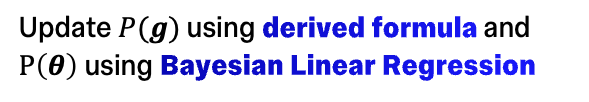 Update P(g) using derived formula and
P(θ) using Bayesian Linear Regression